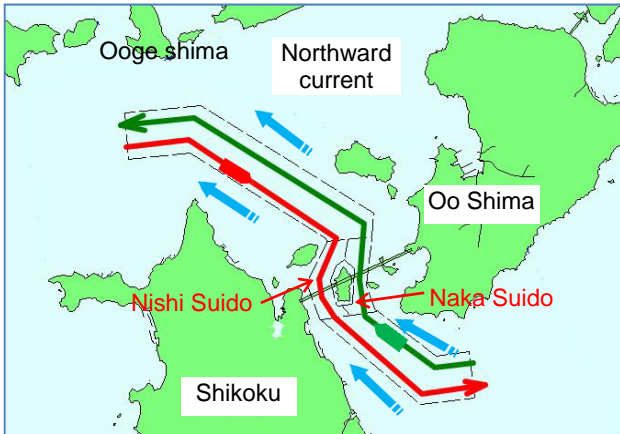 Ooge shima
Northward
current
Oo Shima
Nishi Suido
Naka Suido
Shikoku